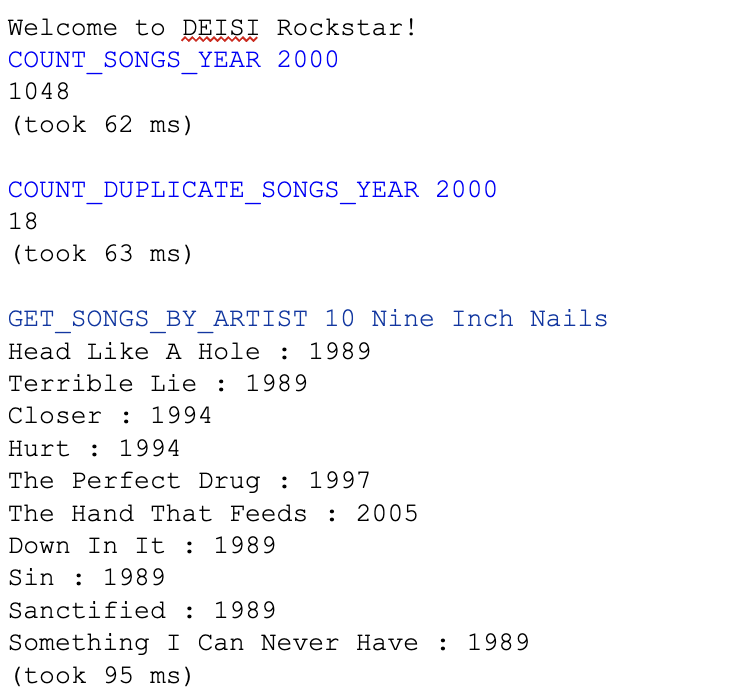 Welcome to DEISI Rockstar!
COUNT_SONGS_YEAR 2000
1048
(took 62 ms)
COUNT_DUPLICATE_SONGS_YEAR 2000
18
(took 63 ms)
GET_SONGS_BY_ARTIST 10 Nine Inch Nails
Head Like A Hole : 1989
Terrible Lie : 1989
Closer : 1994
Hurt : 1994
The Perfect Drug : 1997
The Hand That Feeds : 2005
Down In It : 1989
Sin : 1989
Sanctified : 1989
Something I Can Never Have : 1989
(took 95 ms)